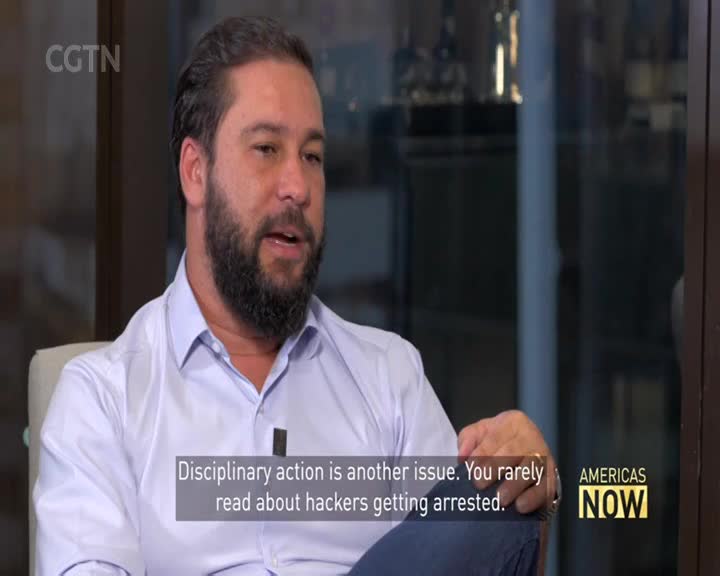 CGTN
Disciplinary action is another issue. You rarely
read about hackers getting arrested.
AMERICAS
NOW